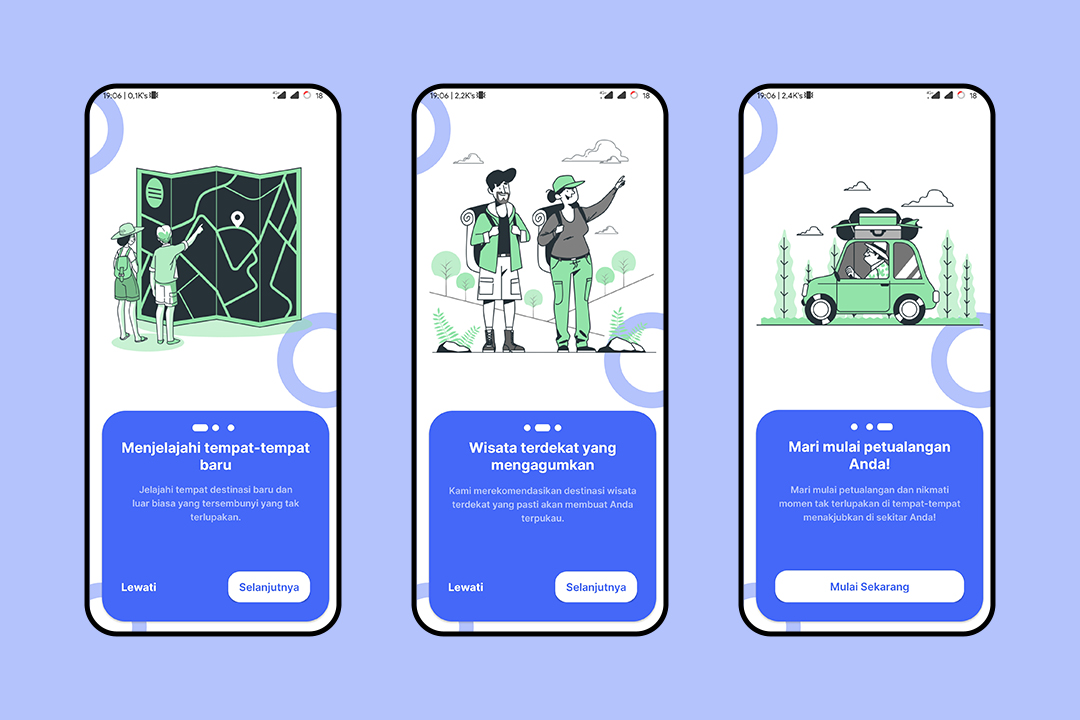 19:06 | 0,1K's
18
Menjelajahi tempat-tempat
baru
Jelajahi tempat destinasi baru dan
luar biasa yang tersembunyi yang tak
terlupakan.
Lewati
Selanjutnya
19:06 | 2,2K's
18
Wisata terdekat yang
mengagumkan
Kami merekomendasikan destinasi wisata
terdekat yang pasti akan membuat Anda
terpukau.
Lewati
Selanjutnya
19:06 | 2,4K's
18
Mari mulai petualangan
Anda!
Mari mulai petualangan dan nikmati
momen tak terlupakan di tempat-tempat
menakjubkan di sekitar Anda!
Mulai Sekarang